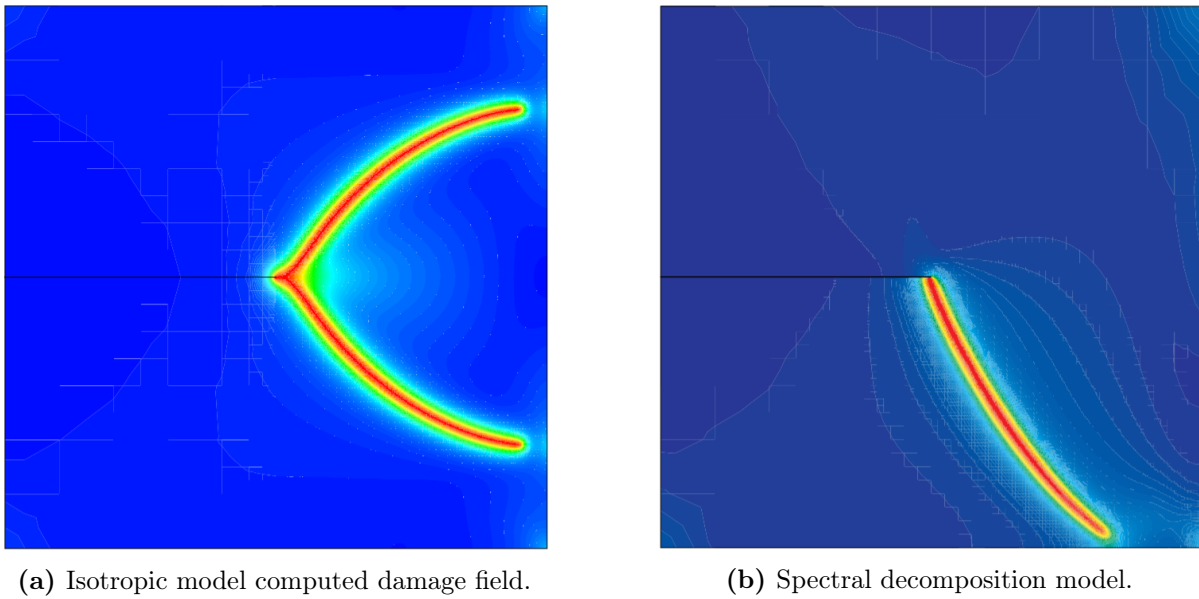 (a) Isotropic model computed damage field.
(b) Spectral decomposition model.